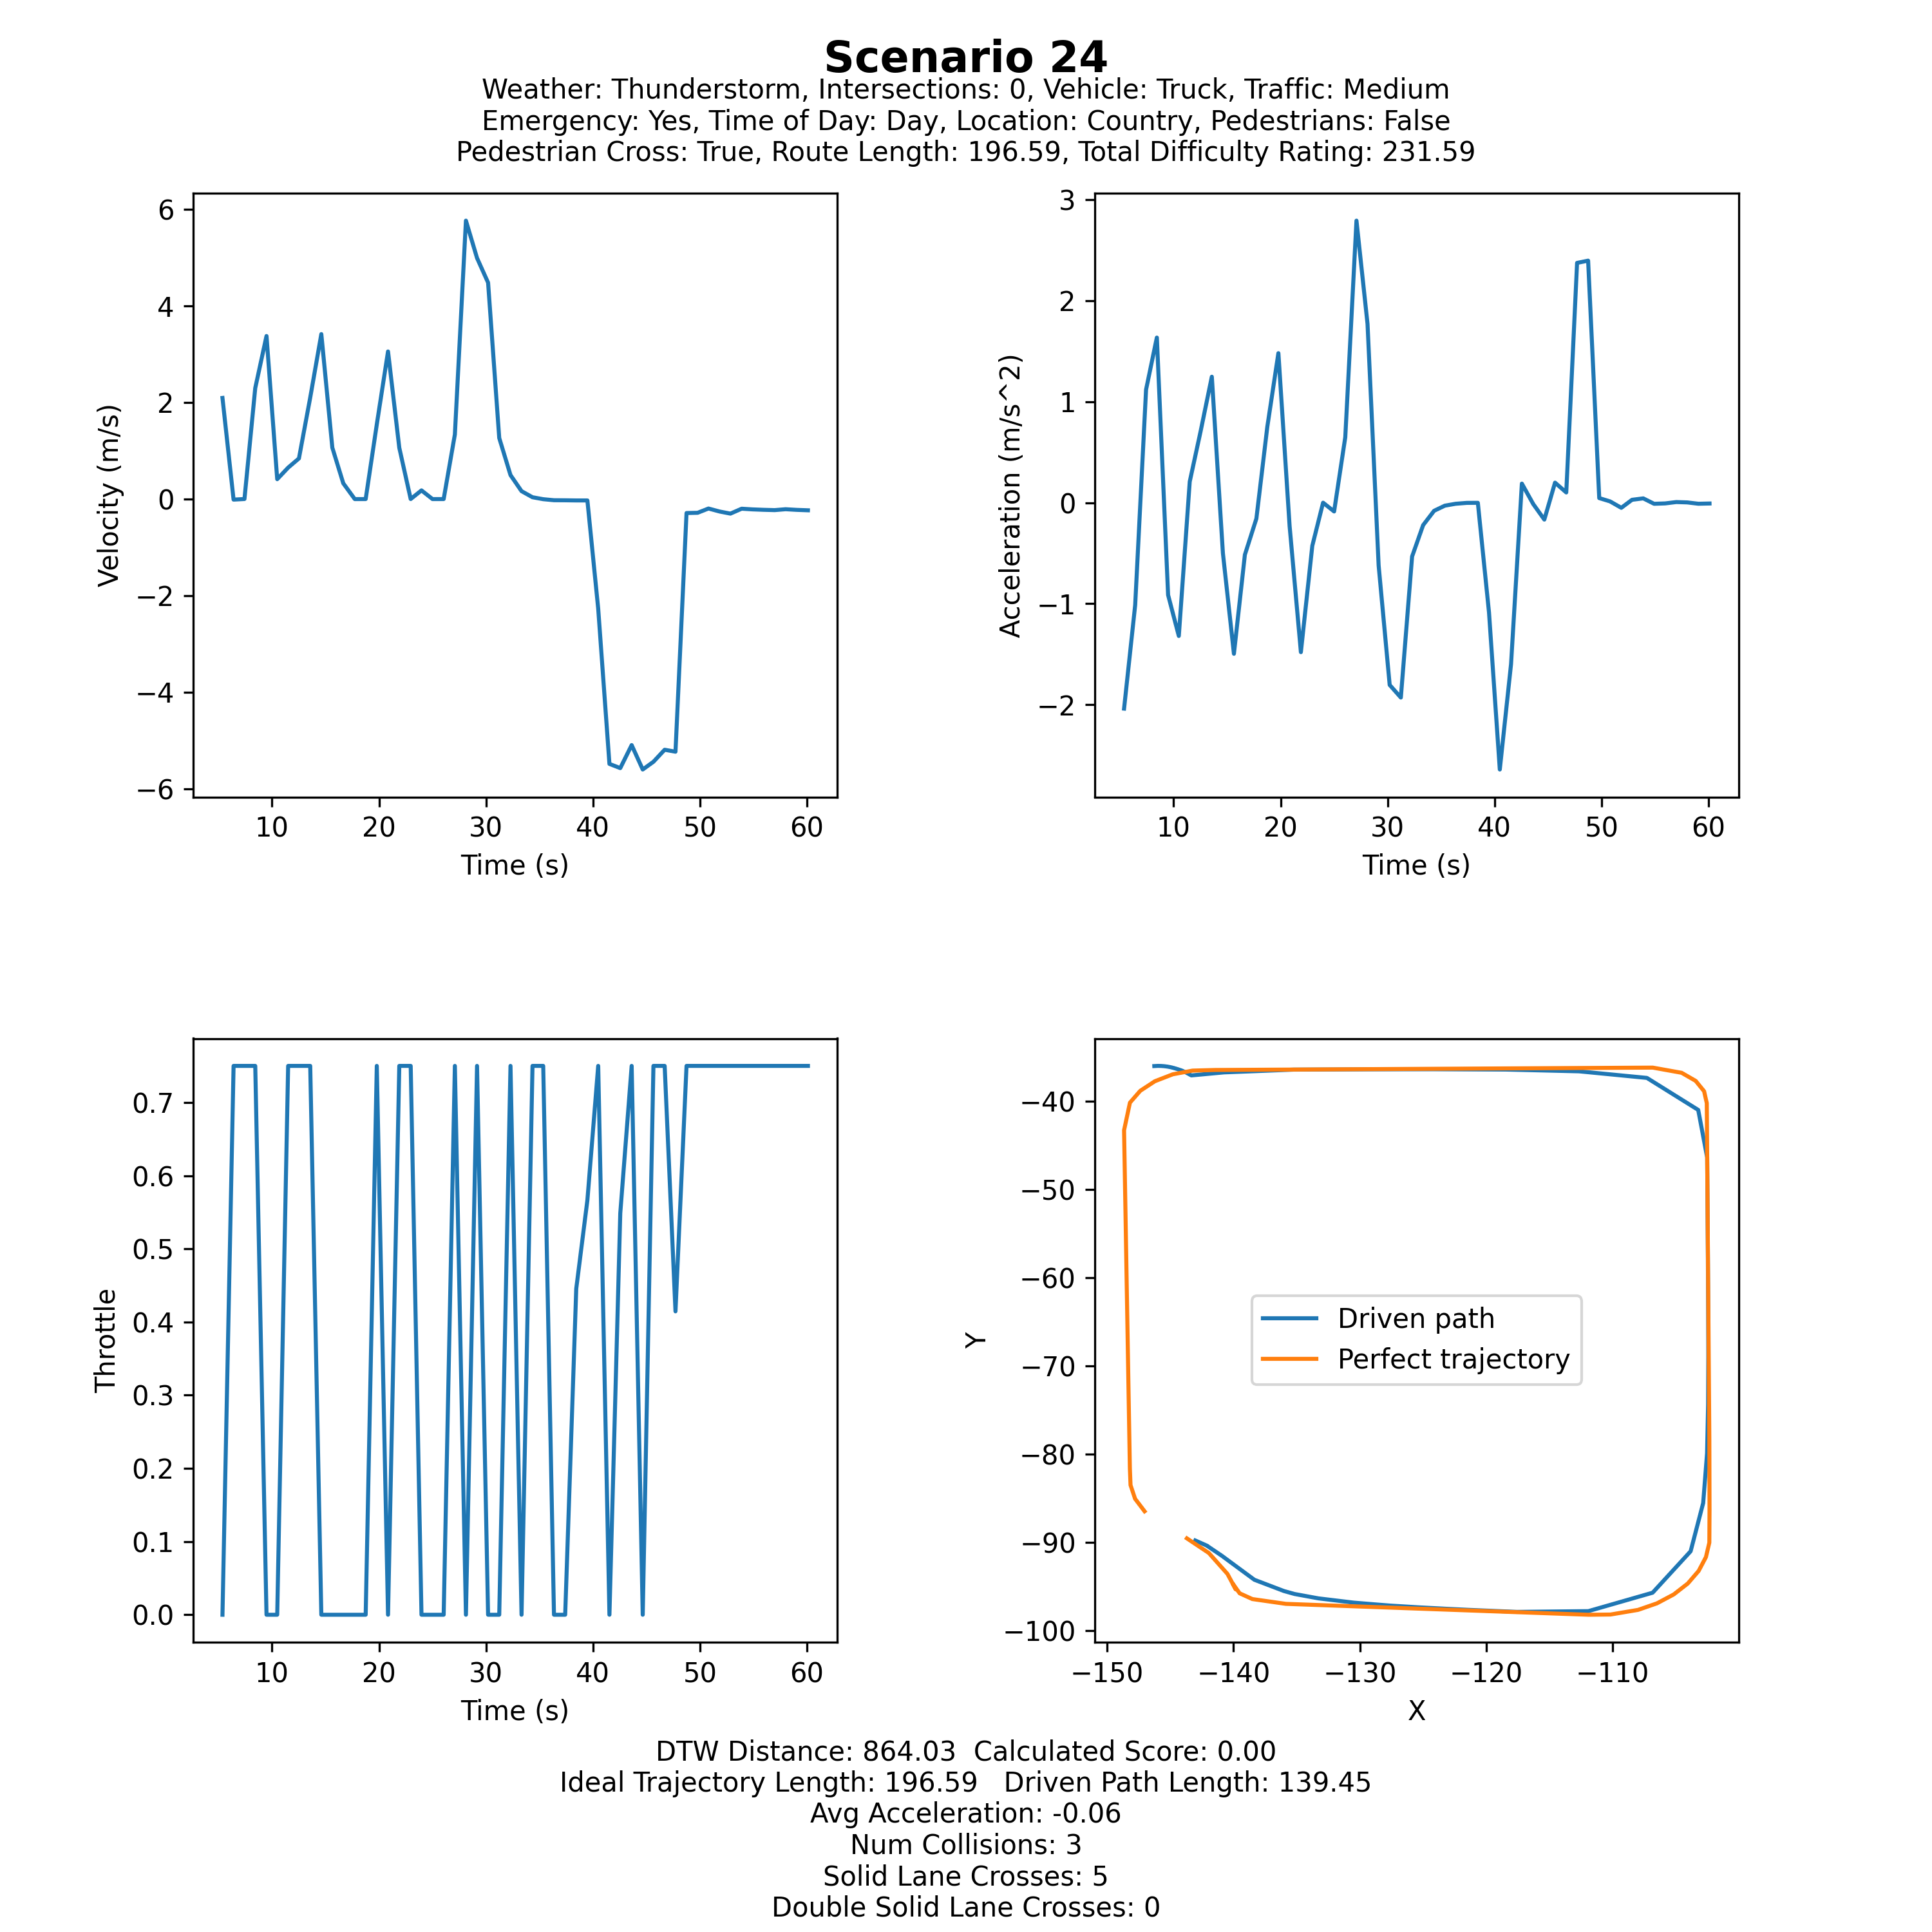 Scenario 24
Weather: Thunderstorm, Intersections: 0, Vehicle: Truck, Traffic: Medium
Emergency: Yes, Time of Day: Day, Location: Country, Pedestrians: False
Pedestrian Cross: True, Route Length: 196.59, Total Difficulty Rating: 231.59
6
4
2
0
−2
−4
−6
Velocity (m/s)
10 20 30 40 50 60
Time (s)
3
2
1
0
−1
−2
Acceleration (m/s^2)
10 20 30 40 50 60
Time (s)
0.7
0.6
0.5
0.4
0.3
0.2
0.1
0.0
Throttle
10 20 30 40 50 60
Time (s)
−40
−50
−60
−70
−80
−90
−100
Y
Driven path
Perfect trajectory
−150 −140 −130 −120 −110
X
DTW Distance: 864.03 Calculated Score: 0.00
Ideal Trajectory Length: 196.59 Driven Path Length: 139.45
Avg Acceleration: -0.06
Num Collisions: 3
Solid Lane Crosses: 5
Double Solid Lane Crosses: 0